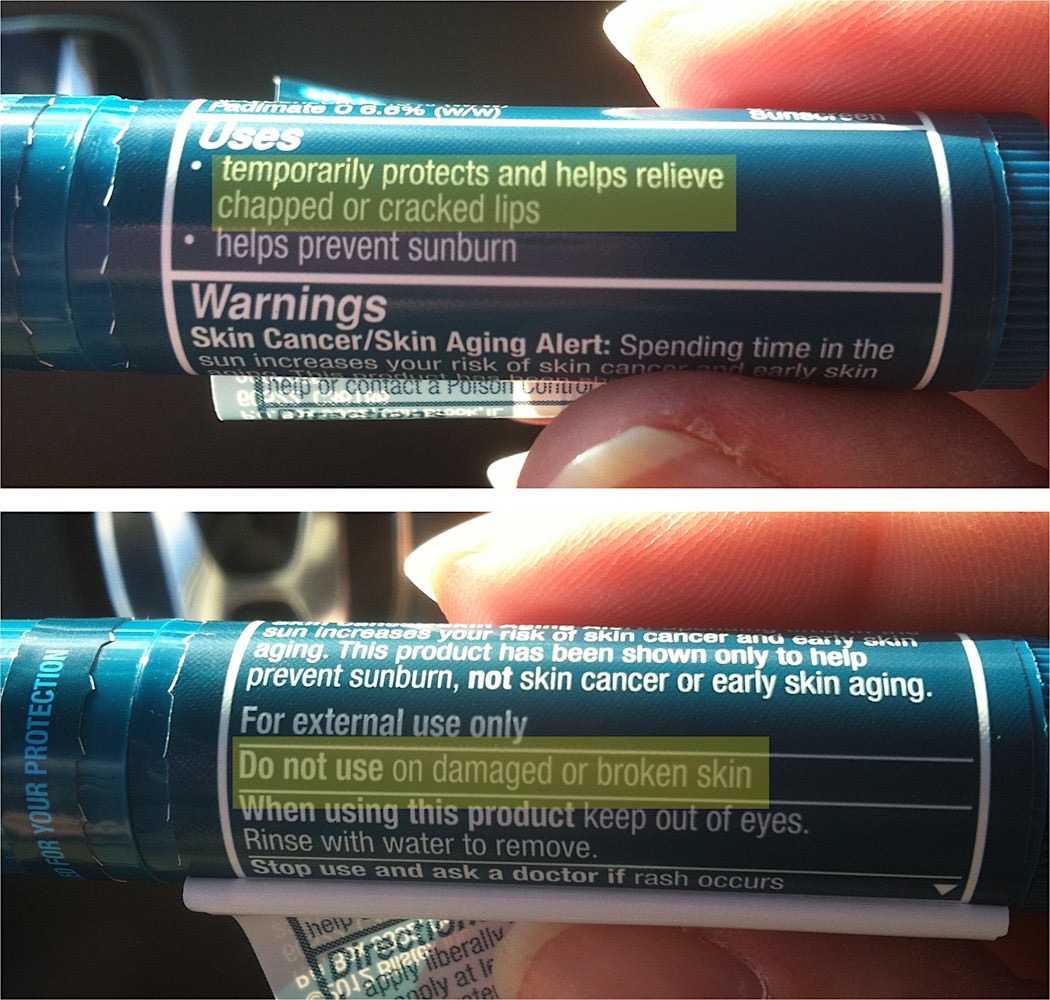 Padimate O 6.6% (w/w) Sunscreen
Uses
• temporarily protects and helps relieve
chapped or cracked lips
• helps prevent sunburn
Warnings
Skin Cancer/Skin Aging Alert: Spending time in the
sun increases your risk of skin cancer and early skin
help or contact a Poison Control
Directions
sun increases your risk of skin cancer and early skin
aging. This product has been shown only to help
prevent sunburn, not skin cancer or early skin aging.
For external use only
Do not use on damaged or broken skin
When using this product keep out of eyes.
Rinse with water to remove.
Stop use and ask a doctor if rash occurs
FOR YOUR PROTECTION
help
Directions
apply liberally
apply at